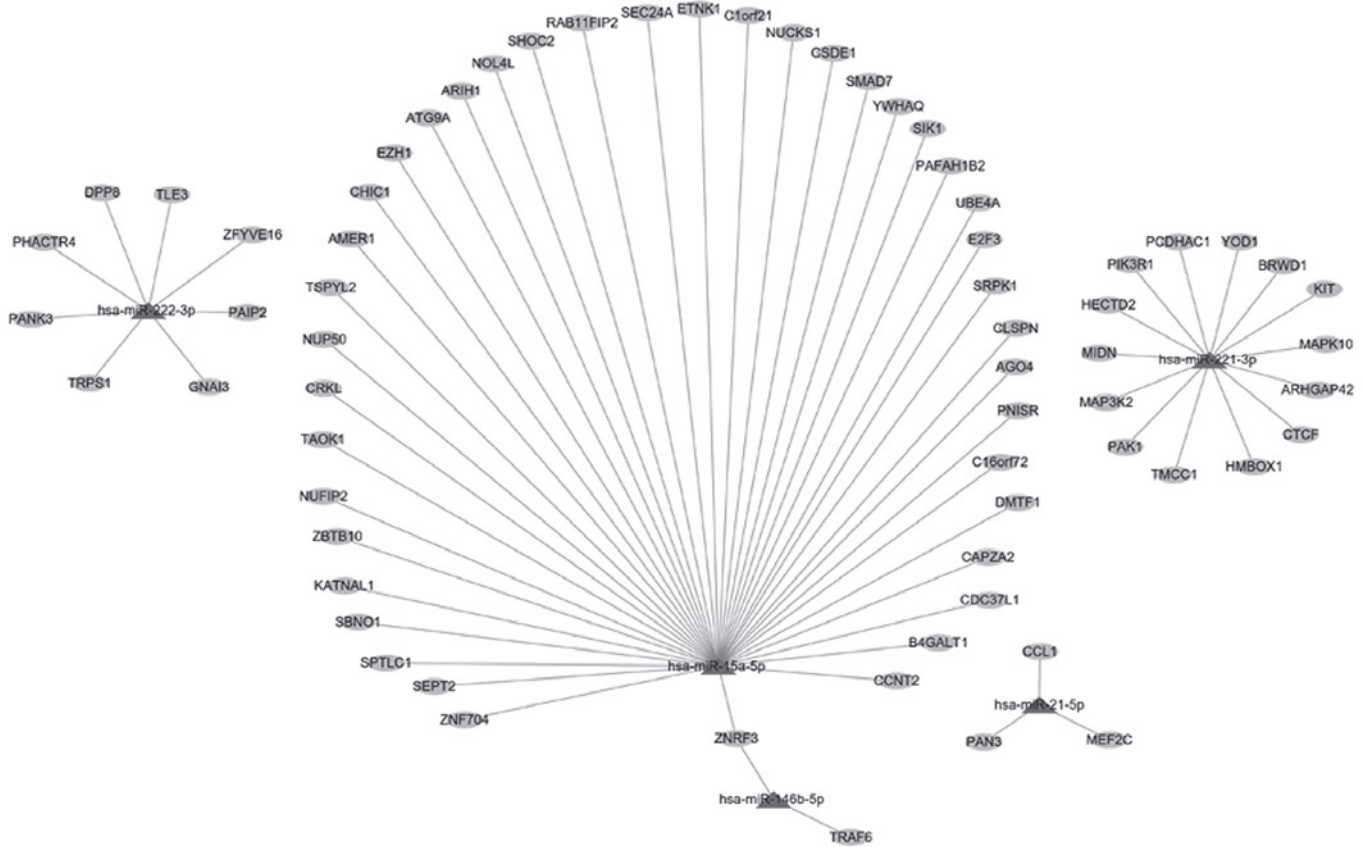 SEC24A
ETNK1
C1orf21
RAB11FIP2
NUCKS1
SHOC2
CSDE1
NOL4L
SMAD7
ARIH1
YWHAQ
ATG9A
SIK1
EZH1
PAFAH1B2
CHIC1
UBE4A
AMER1
E2F3
TSPYL2
SRPK1
NUP50
CLSPN
CRKL
AGO4
TAOK1
PNISR
C16orf72
NUFIP2
DMTF1
ZBTB10
CAPZA2
KATNAL1
CDC37L1
SBNO1
B4GALT1
SPTLC1
hsa-miR-15a-5p
SEPT2
CCNT2
ZNF704
ZNRF3
hsa-miR-146b-5p
TRAF6
DPP8
TLE3
PHACTR4
ZFYVE16
PANK3
hsa-miR-222-3p
PAIP2
TRPS1
GNAI3
PCDHAC1
YOD1
PIK3R1
BRWD1
HECTD2
KIT
MIDN
hsa-miR-221-3p
MAPK10
MAP3K2
ARHGAP42
PAK1
CTCF
TMCC1
HMBOX1
CCL1
hsa-miR-21-5p
PAN3
MEF2C